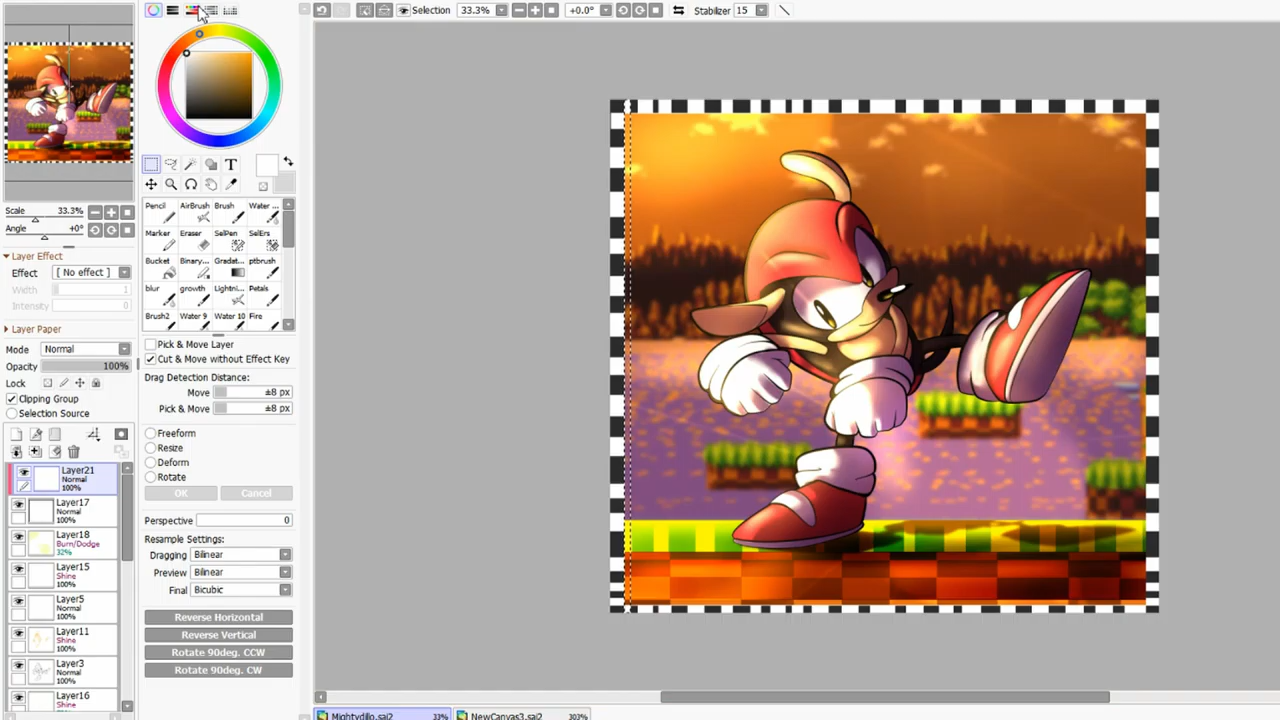 Selection 33.3% +0.0° Stabilizer 15
T
Scale 33.3%
Angle +0°
Layer Effect
Effect [ No effect ]
Width 1
Intensity 0
Layer Paper
Mode Normal
Opacity 100%
Lock
Clipping Group
Selection Source
Layer21
Normal
100%
Layer17
Normal
100%
Layer18
Burn/Dodge
32%
Layer15
Shine
100%
Layer5
Normal
100%
Layer11
Shine
100%
Layer3
Normal
100%
Layer16
Shine
100%
Pencil AirBrush Brush Water ...
Marker Eraser SelPen SelErs
Bucket Binary... Gradat... ptbrush
blur growth Lightni... Petals
Brush2 Water 9 Water 10 Fire
Pick & Move Layer
Cut & Move without Effect Key
Drag Detection Distance:
Move ±8 px
Pick & Move ±8 px
Freeform
Resize
Deform
Rotate
OK Cancel
Perspective 0
Resample Settings:
Dragging Bilinear
Preview Bilinear
Final Bicubic
Reverse Horizontal
Reverse Vertical
Rotate 90deg. CCW
Rotate 90deg. CW
Mightydillo.sai2 33% NewCanvas3.sai2 303%